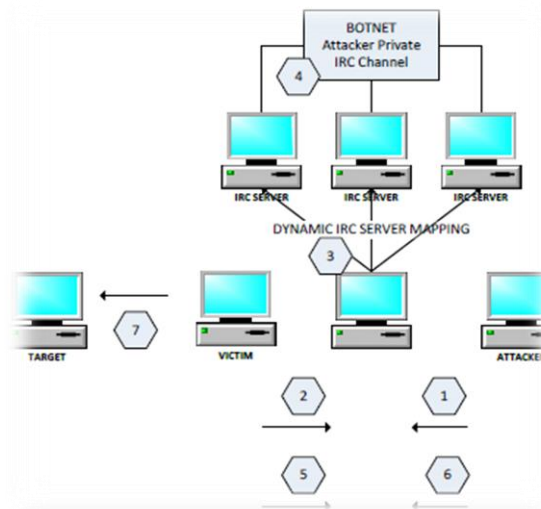 BOTNET
Attacker Private
IRC Channel
4
IRC SERVER IRC SERVER IRC SERVER
DYNAMIC IRC SERVER MAPPING
3
7
TARGET VICTIM ATTACKER
2 1
5 6